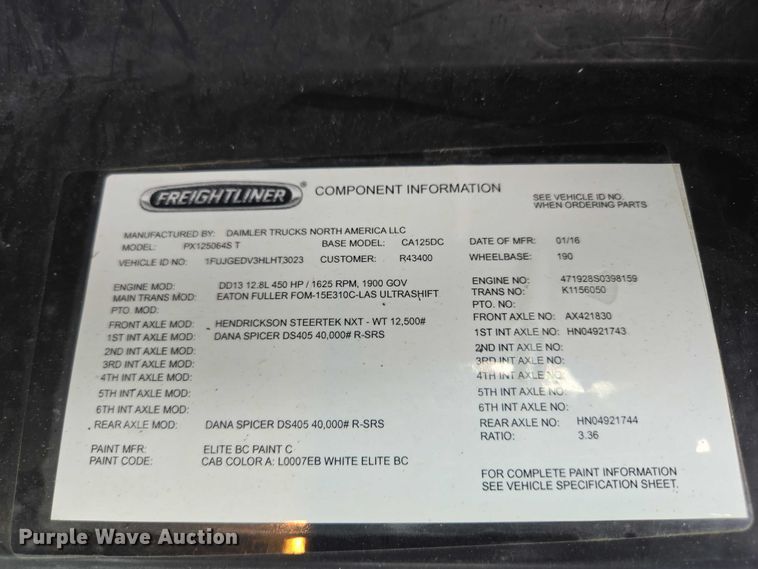 FREIGHTLINER® COMPONENT INFORMATION
SEE VEHICLE ID NO.
WHEN ORDERING PARTS
MANUFACTURED BY: DAIMLER TRUCKS NORTH AMERICA LLC
MODEL: PX125064S T BASE MODEL: CA125DC DATE OF MFR: 01/16
VEHICLE ID NO: 1FUJGEDV3HLHT3023 CUSTOMER: R43400 WHEELBASE: 190
ENGINE MOD: DD13 12.8L 450 HP / 1625 RPM, 1900 GOV ENGINE NO: 471928S0398159
MAIN TRANS MOD: EATON FULLER FOM-15E310C-LAS ULTRASHIFT TRANS NO: K1156050
PTO. MOD: PTO. NO:
FRONT AXLE MOD: HENDRICKSON STEERTEK NXT - WT 12,500# FRONT AXLE NO: AX421830
1ST INT AXLE MOD: DANA SPICER DS405 40,000# R-SRS 1ST INT AXLE NO: HN04921743
2ND INT AXLE MOD: 2ND INT AXLE NO:
3RD INT AXLE MOD: 3RD INT AXLE NO:
4TH INT AXLE MOD: 4TH INT AXLE NO:
5TH INT AXLE MOD: 5TH INT AXLE NO:
6TH INT AXLE MOD: 6TH INT AXLE NO:
REAR AXLE MOD: DANA SPICER DS405 40,000# R-SRS REAR AXLE NO: HN04921744
RATIO: 3.36
PAINT MFR: ELITE BC PAINT C
PAINT CODE: CAB COLOR A: L0007EB WHITE ELITE BC
FOR COMPLETE PAINT INFORMATION
SEE VEHICLE SPECIFICATION SHEET.
Purple Wave Auction